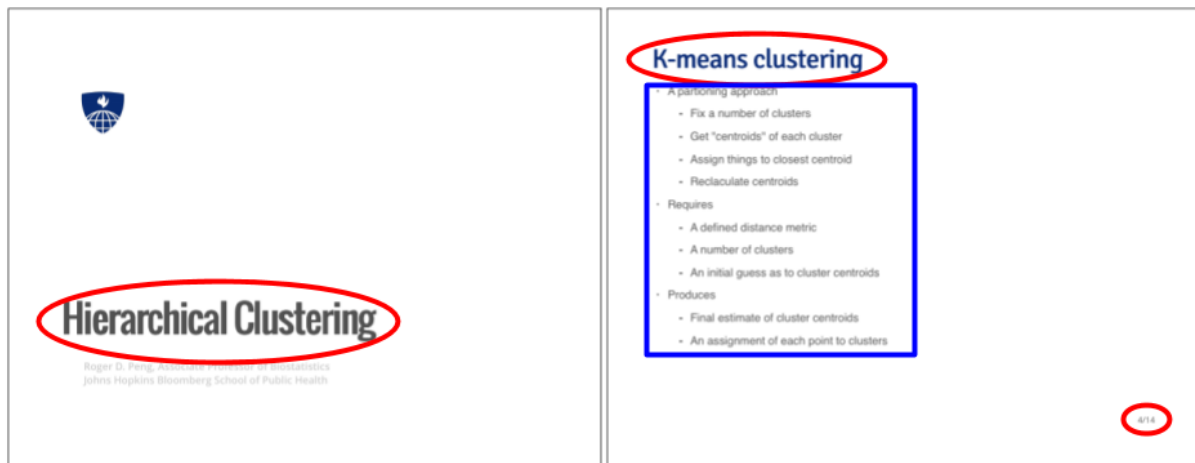 Hierarchical Clustering
Roger D. Peng, Associate Professor of Biostatistics
Johns Hopkins Bloomberg School of Public Health
K-means clustering
· A partioning approach
- Fix a number of clusters
- Get "centroids" of each cluster
- Assign things to closest centroid
- Reclaculate centroids
· Requires
- A defined distance metric
- A number of clusters
- An initial guess as to cluster centroids
· Produces
- Final estimate of cluster centroids
- An assignment of each point to clusters
4/14